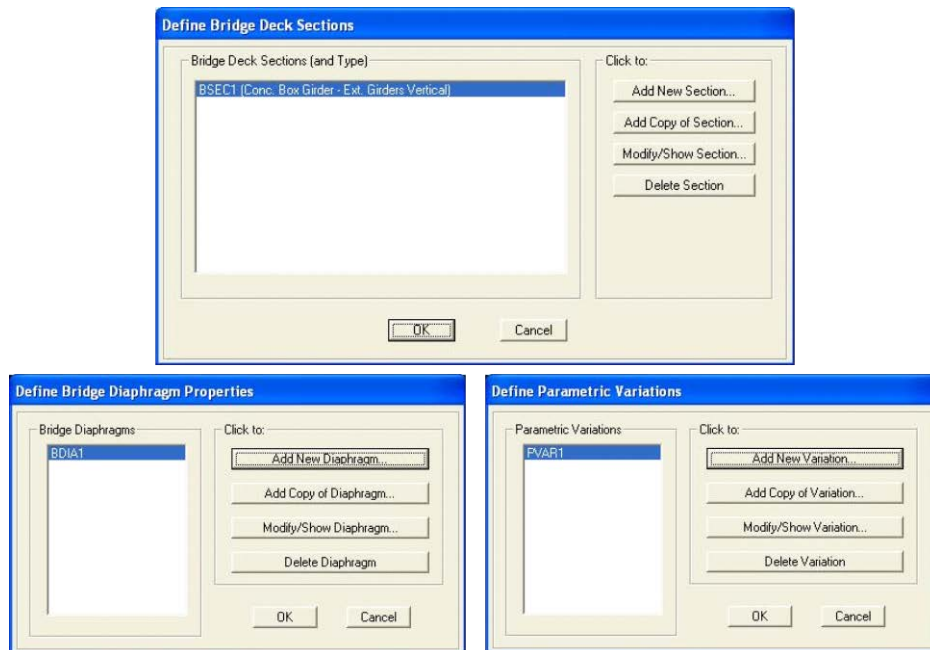 Define Bridge Deck Sections
Bridge Deck Sections (and Type)
BSEC1 (Conc. Box Girder - Ext. Girders Vertical)
Click to:
Add New Section...
Add Copy of Section...
Modify/Show Section...
Delete Section
OK
Cancel
Define Bridge Diaphragm Properties
Bridge Diaphragms
BDIA1
Click to:
Add New Diaphragm...
Add Copy of Diaphragm...
Modify/Show Diaphragm...
Delete Diaphragm
OK
Cancel
Define Parametric Variations
Parametric Variations
PVAR1
Click to:
Add New Variation...
Add Copy of Variation...
Modify/Show Variation...
Delete Variation
OK
Cancel